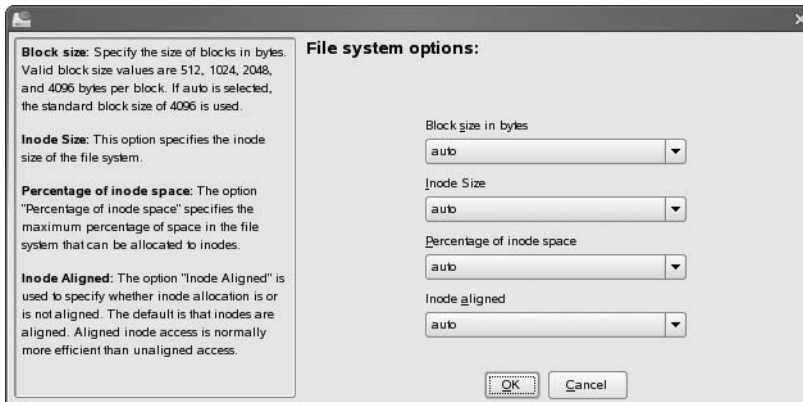 Block size: Specify the size of blocks in bytes.
Valid block size values are 512, 1024, 2048,
and 4096 bytes per block. If auto is selected,
the standard block size of 4096 is used.
Inode Size: This option specifies the inode
size of the file system.
Percentage of inode space: The option
"Percentage of inode space" specifies the
maximum percentage of space in the file
system that can be allocated to inodes.
Inode Aligned: The option "Inode Aligned" is
used to specify whether inode allocation is or
is not aligned. The default is that inodes are
aligned. Aligned inode access is normally
more efficient than unaligned access.
File system options:
Block size in bytes
auto
Inode Size
auto
Percentage of inode space
auto
Inode aligned
auto
OK Cancel